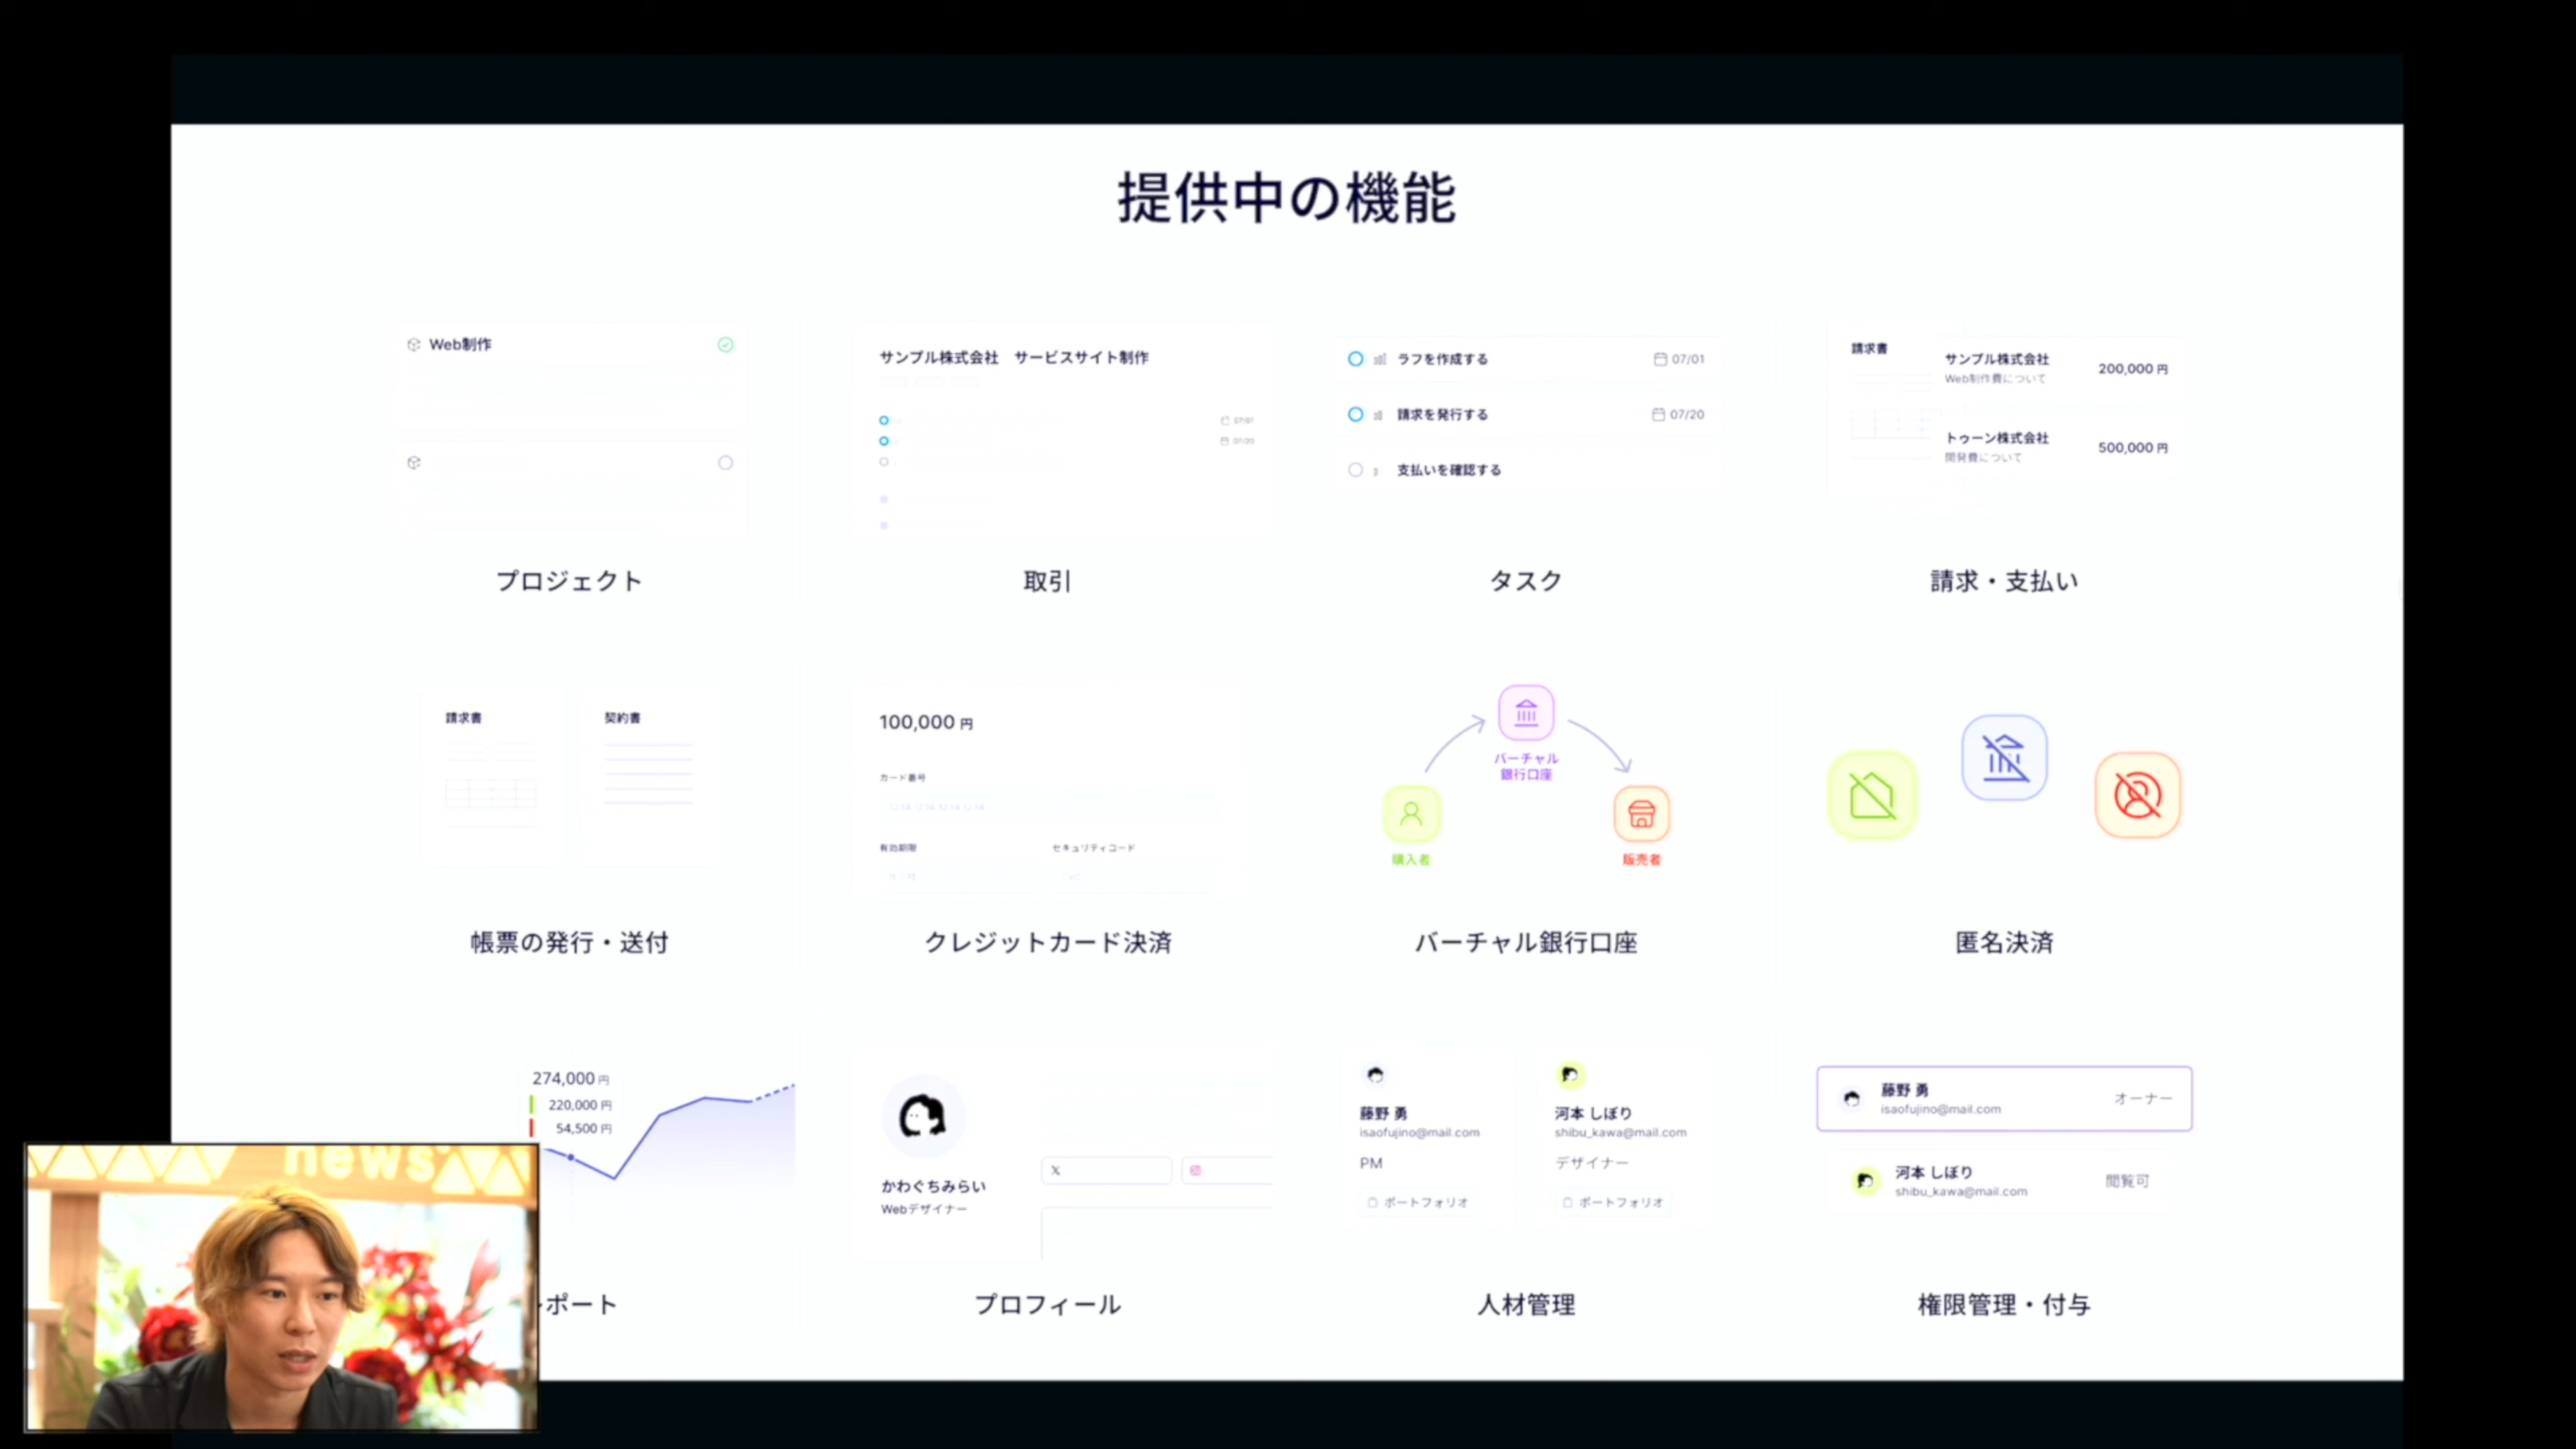 提供中の機能
Web制作
プロジェクト
サンプル株式会社　サービスサイト制作
07/01
07/20
取引
ラフを作成する
07/01
請求を発行する
07/20
支払いを確認する
タスク
請求書
サンプル株式会社
Web制作費について
200,000 円
トゥーン株式会社
開発費について
500,000 円
請求・支払い
請求書
契約書
帳票の発行・送付
100,000 円
カード番号
1234 1234 1234 1234
有効期限
セキュリティコード
CVC
クレジットカード決済
バーチャル
銀行口座
購入者
販売者
バーチャル銀行口座
匿名決済
274,000 円
220,000 円
54,500 円
ポート
かわぐちみらい
Webデザイナー
プロフィール
藤野 勇
isaofujino@mail.com
PM
ポートフォリオ
河本 しぼり
shibu_kawa@mail.com
デザイナー
ポートフォリオ
人材管理
藤野 勇
isaofujino@mail.com
オーナー
河本 しぼり
shibu_kawa@mail.com
閲覧可
権限管理・付与
news